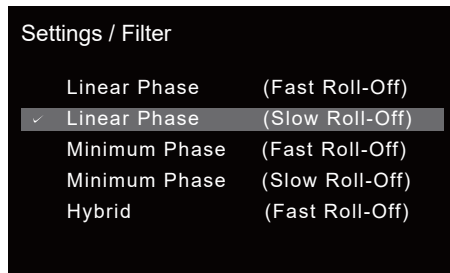 Settings / Filter
Linear Phase (Fast Roll-Off)
✓ Linear Phase (Slow Roll-Off)
Minimum Phase (Fast Roll-Off)
Minimum Phase (Slow Roll-Off)
Hybrid (Fast Roll-Off)